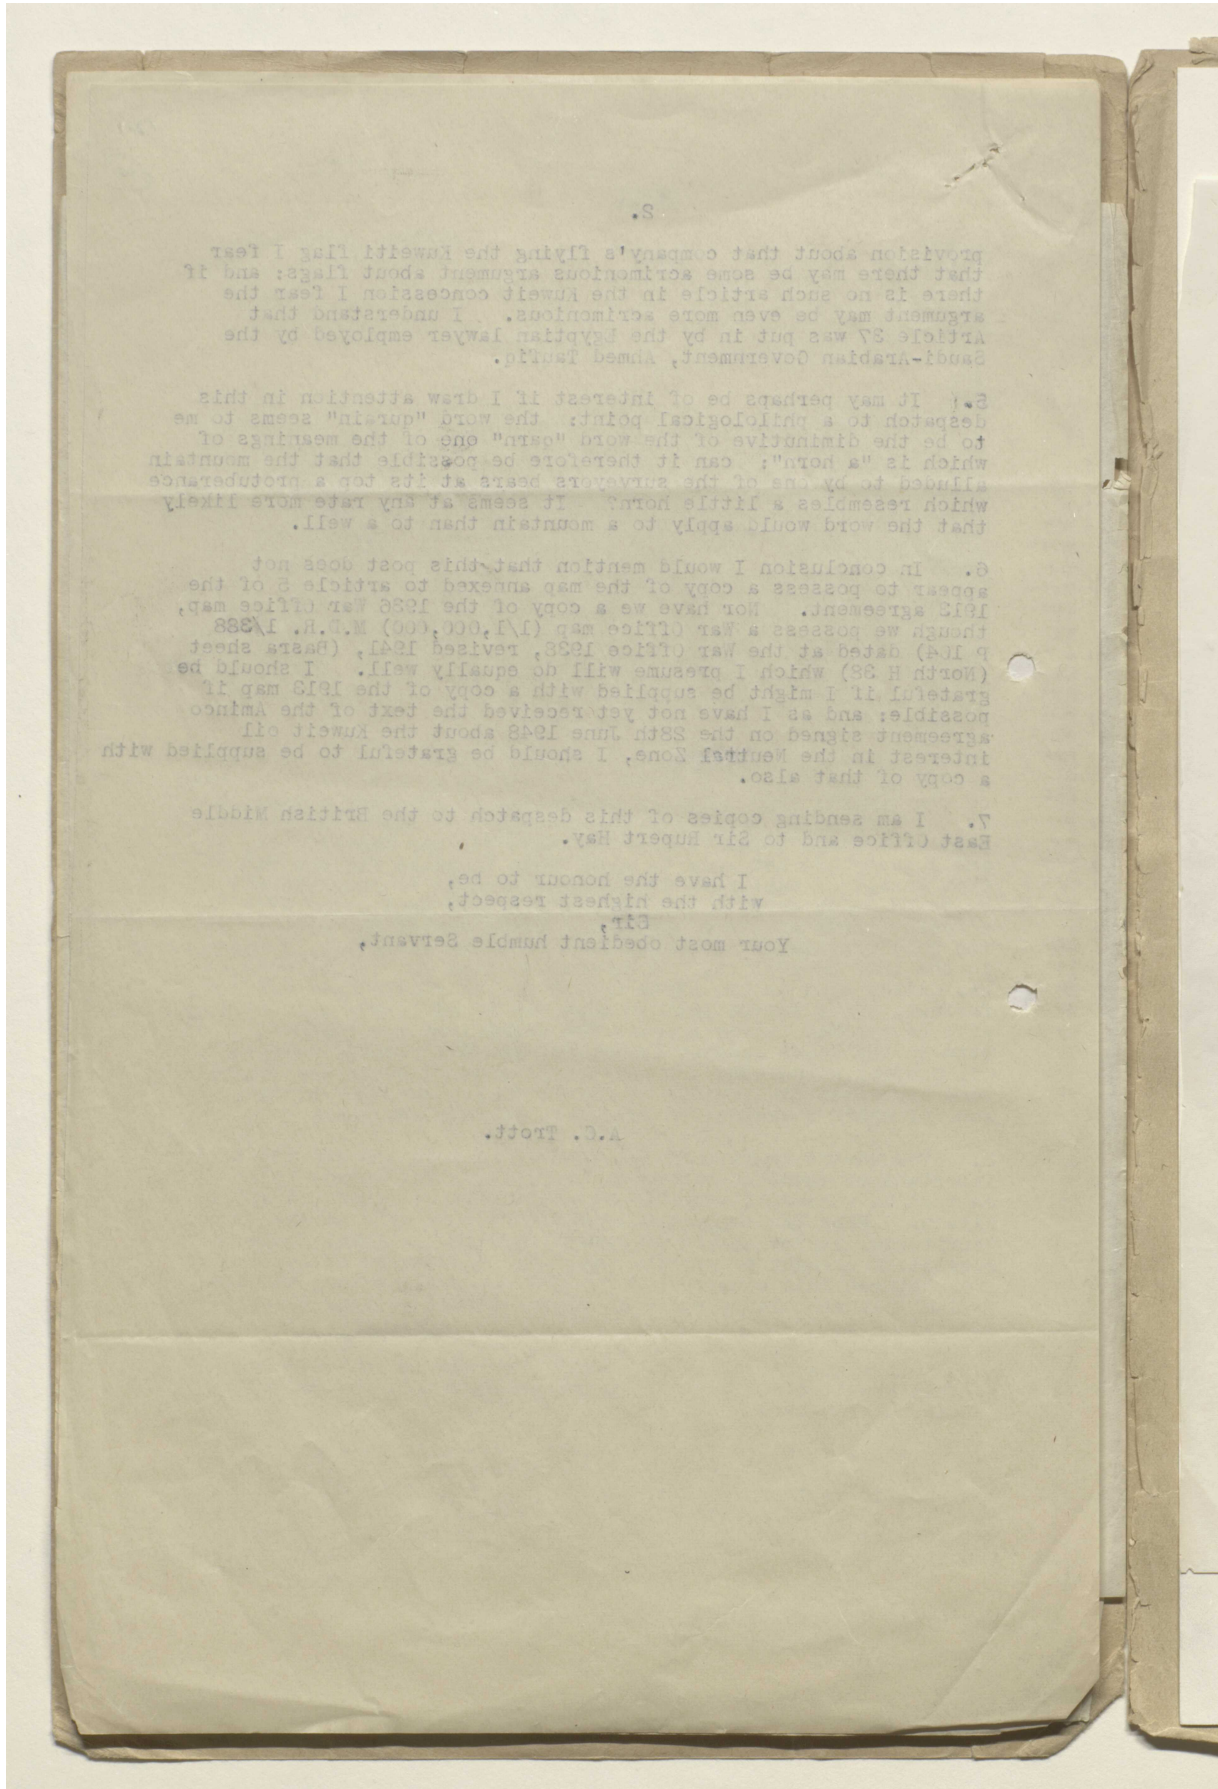 2.
provision about that company's flying the Kuweiti flag I fear
that there may be some acrimonious argument about flags; and if
there is no such article in the Kuweit concession I fear the
argument may be even more acrimonious. I understand that
Article 37 was put in by the Egyptian lawyer employed by the
Saudi-Arabian Government, Ahmed Taufiq.
5. It may perhaps be of interest if I draw attention in this
despatch to a philological point: the word "qurain" seems to me
to be the diminutive of the word "qarn" one of the meanings of
which is "a horn"; can it therefore be possible that the mountain
alluded to by one of the surveyors bears at its top a protuberance
which resembles a little horn? It seems at any rate more likely
that the word would apply to a mountain than to a well.
6. In conclusion I would mention that this post does not
appear to possess a copy of the map annexed to article 5 of the
1913 agreement. Nor have we a copy of the 1936 War Office map,
though we possess a War Office map (1/1,000,000) M.D.R. 1/388
P 154) dated at the War Office 1938, revised 1941, (Basra sheet
(North H 38) which I presume will do equally well. I should be
grateful if I might be supplied with a copy of the 1913 map if
possible; and as I have not yet received the text of the Aminco
agreement signed on the 28th June 1948 about the Kuweit oil
interest in the Neutral Zone, I should be grateful to be supplied with
a copy of that also.
7. I am sending copies of this despatch to the British Middle
East Office and to Sir Rupert Hay.
I have the honour to be,
with the highest respect,
Sir,
Your most obedient humble Servant,
A.C. Trott.